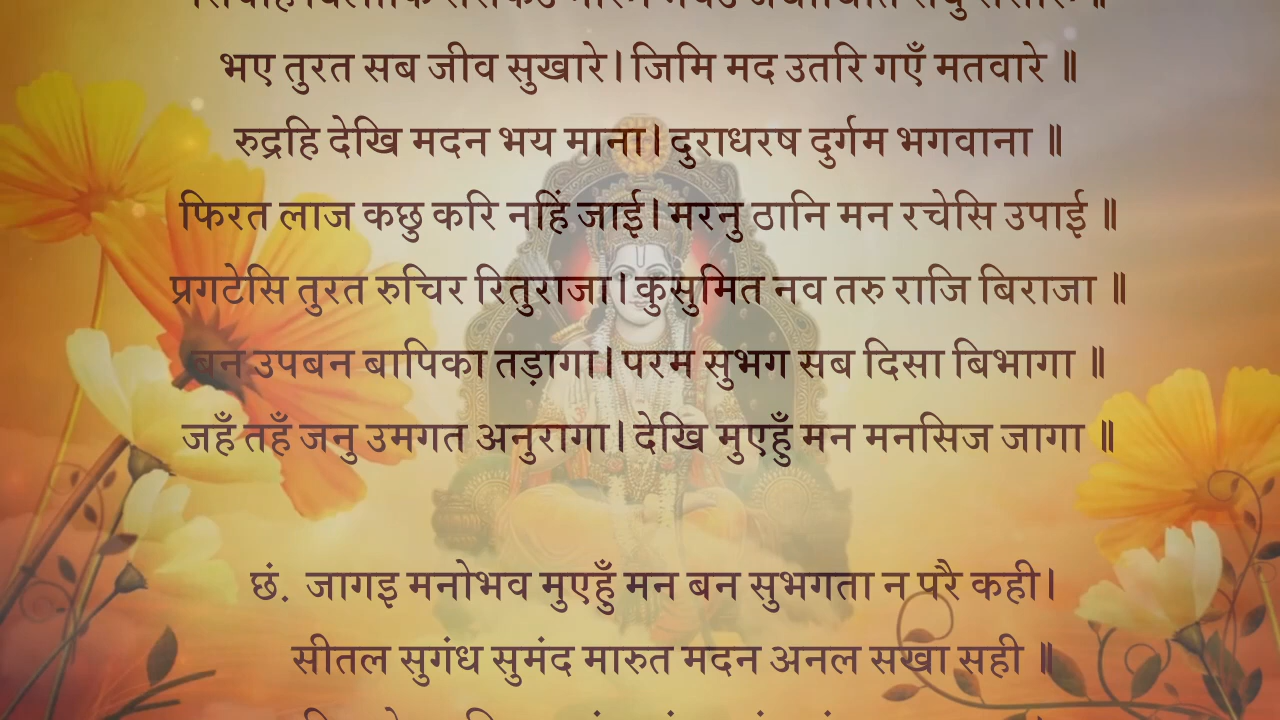 भए तुरत सब जीव सुखारे। जिमि मद उतरि गएँ मतवारे ॥
रुद्रहि देखि मदन भय माना। दुराधरष दुर्गम भगवाना ॥
फिरत लाज कछु करि नहिं जाई। मरनु ठानि मन रचेसि उपाई ॥
प्रगटेसि तुरत रुचिर रितुराजा। कुसुमित नव तरु राजि बिराजा ॥
बन उपबन बापिका तड़ागा। परम सुभग सब दिसा बिभागा ॥
जहँ तहँ जनु उमगत अनुरागा। देखि मुएहुँ मन मनसिज जागा ॥
छं. जागइ मनोभव मुएहुँ मन बन सुभगता न परै कही।
सीतल सुगंध सुमंद मारुत मदन अनल सखा सही ॥